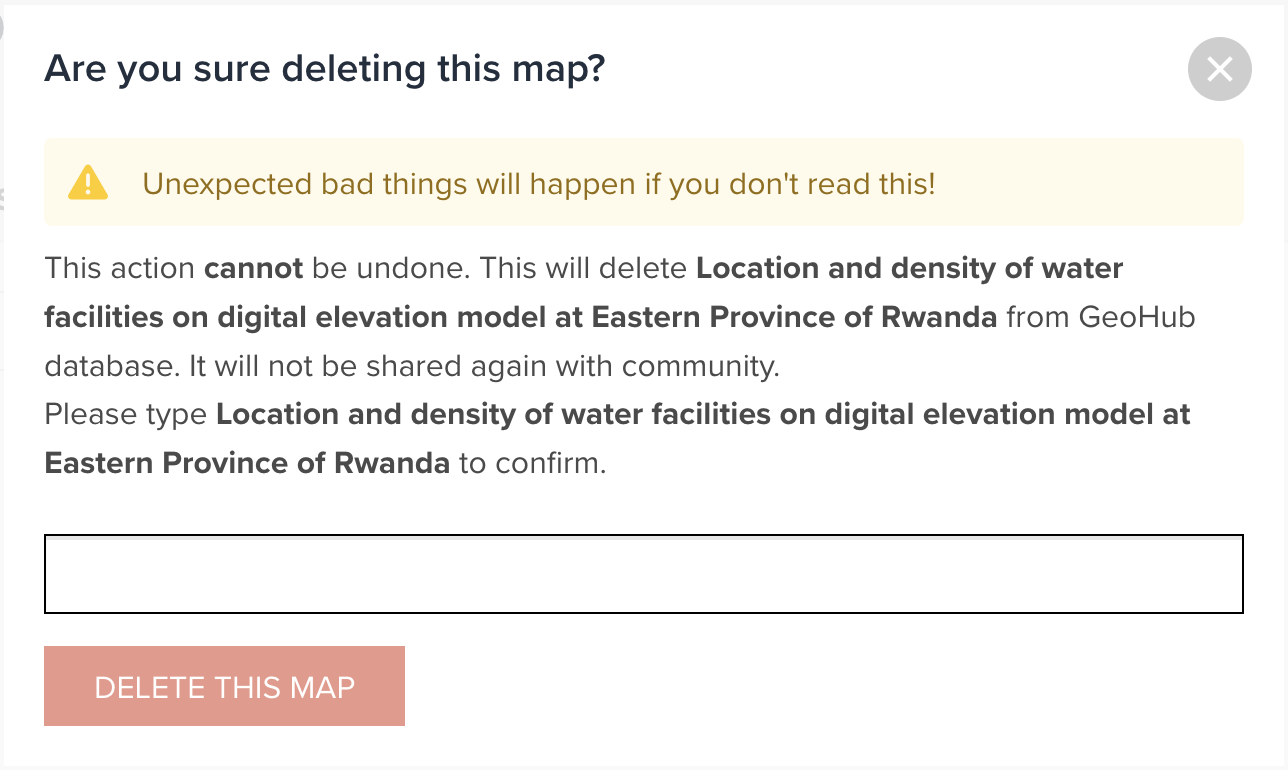 Are you sure deleting this map?
Unexpected bad things will happen if you don't read this!
This action cannot be undone. This will delete Location and density of water
facilities on digital elevation model at Eastern Province of Rwanda from GeoHub
database. It will not be shared again with community.
Please type Location and density of water facilities on digital elevation model at
Eastern Province of Rwanda to confirm.
DELETE THIS MAP